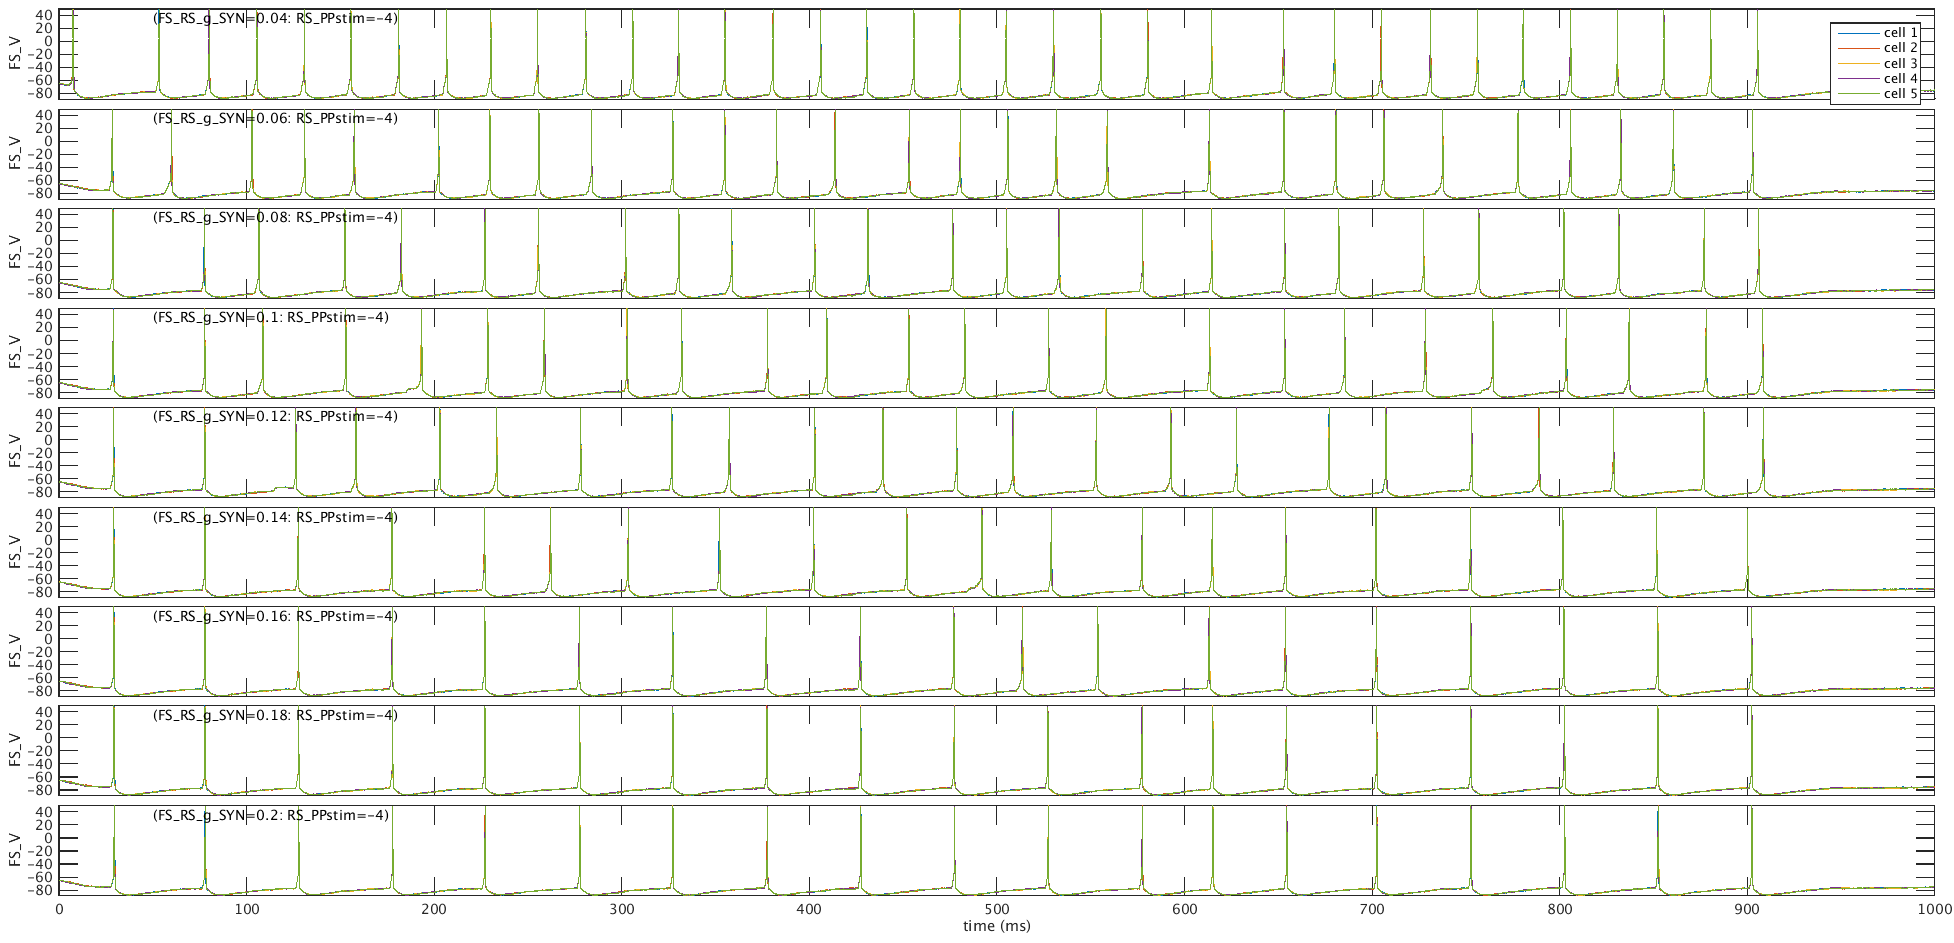 (FS_RS_g_SYN=0.04: RS_PPstim=-4)
FS_V
40
20
0
-20
-40
-60
-80
cell 1
cell 2
cell 3
cell 4
cell 5
(FS_RS_g_SYN=0.06: RS_PPstim=-4)
FS_V
40
20
0
-20
-40
-60
-80
(FS_RS_g_SYN=0.08: RS_PPstim=-4)
FS_V
40
20
0
-20
-40
-60
-80
(FS_RS_g_SYN=0.1: RS_PPstim=-4)
FS_V
40
20
0
-20
-40
-60
-80
(FS_RS_g_SYN=0.12: RS_PPstim=-4)
FS_V
40
20
0
-20
-40
-60
-80
(FS_RS_g_SYN=0.14: RS_PPstim=-4)
FS_V
40
20
0
-20
-40
-60
-80
(FS_RS_g_SYN=0.16: RS_PPstim=-4)
FS_V
40
20
0
-20
-40
-60
-80
(FS_RS_g_SYN=0.18: RS_PPstim=-4)
FS_V
40
20
0
-20
-40
-60
-80
(FS_RS_g_SYN=0.2: RS_PPstim=-4)
FS_V
40
20
0
-20
-40
-60
-80
0 100 200 300 400 500 600 700 800 900 1000
time (ms)